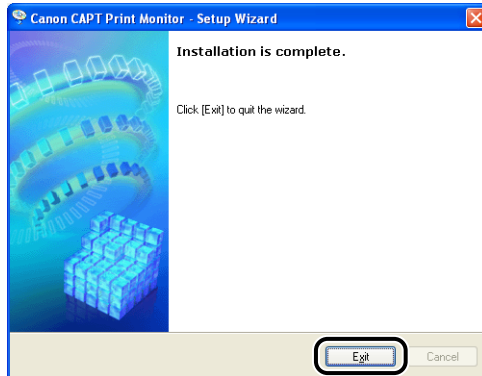 Canon CAPT Print Monitor - Setup Wizard
Installation is complete.
Click [Exit] to quit the wizard.
Exit Cancel